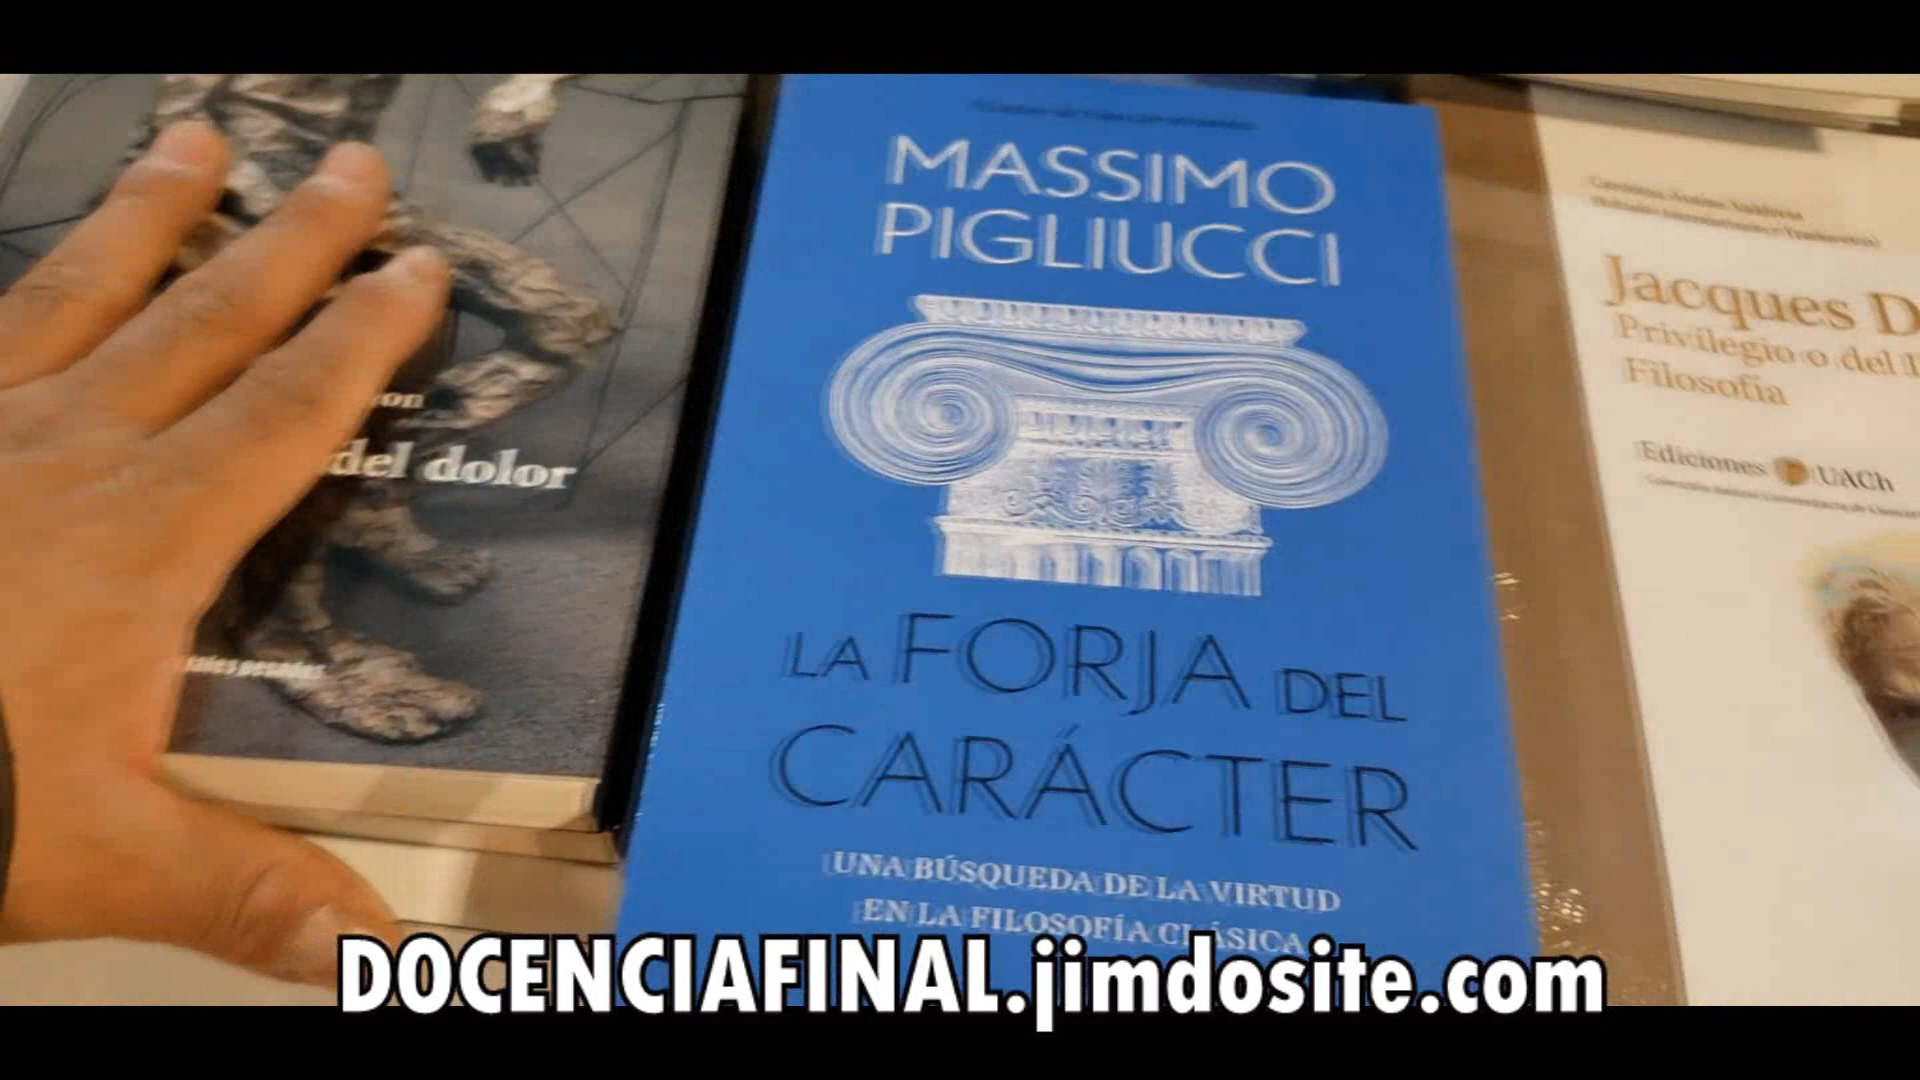 MASSIMO
PIGLIUCCI
LA FORJA DEL
CARÁCTER
UNA BÚSQUEDA DE LA VIRTUD
EN LA FILOSOFÍA CLÁSICA
del dolor
Jacques D
Privilegio o del
Filosofía
Ediciones UACh
DOCENCIAFINAL.jimdosite.com